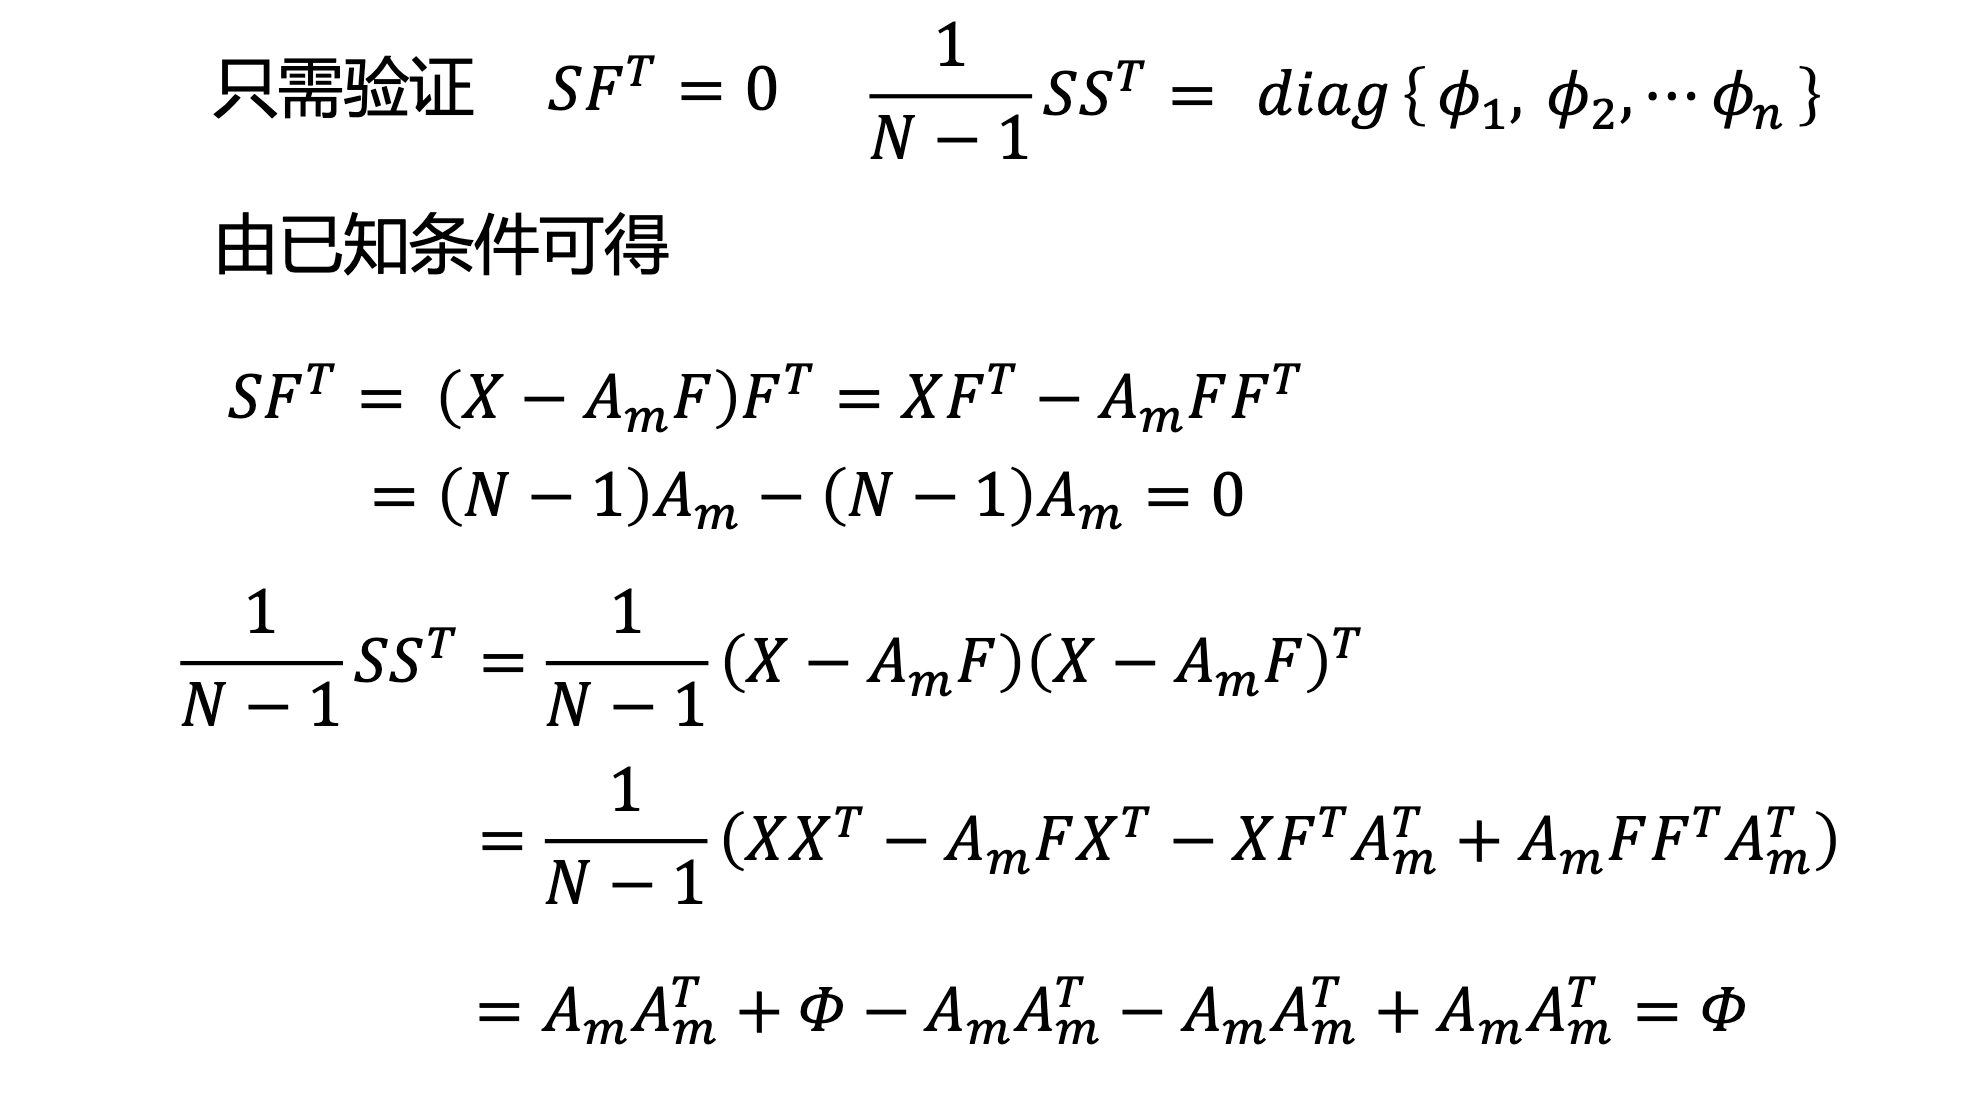 只需验证 $SF^T = 0$ $\frac{1}{N-1}SS^T = diag\{\phi_1, \phi_2, \cdots \phi_n\}$
由已知条件可得
$SF^T = (X - A_mF)F^T = XF^T - A_mFF^T$
$= (N-1)A_m - (N-1)A_m = 0$
$\frac{1}{N-1}SS^T = \frac{1}{N-1}(X - A_mF)(X - A_mF)^T$
$= \frac{1}{N-1}(XX^T - A_mFX^T - XF^TA_m^T + A_mFF^TA_m^T)$
$= A_mA_m^T + \Phi - A_mA_m^T - A_mA_m^T + A_mA_m^T = \Phi$